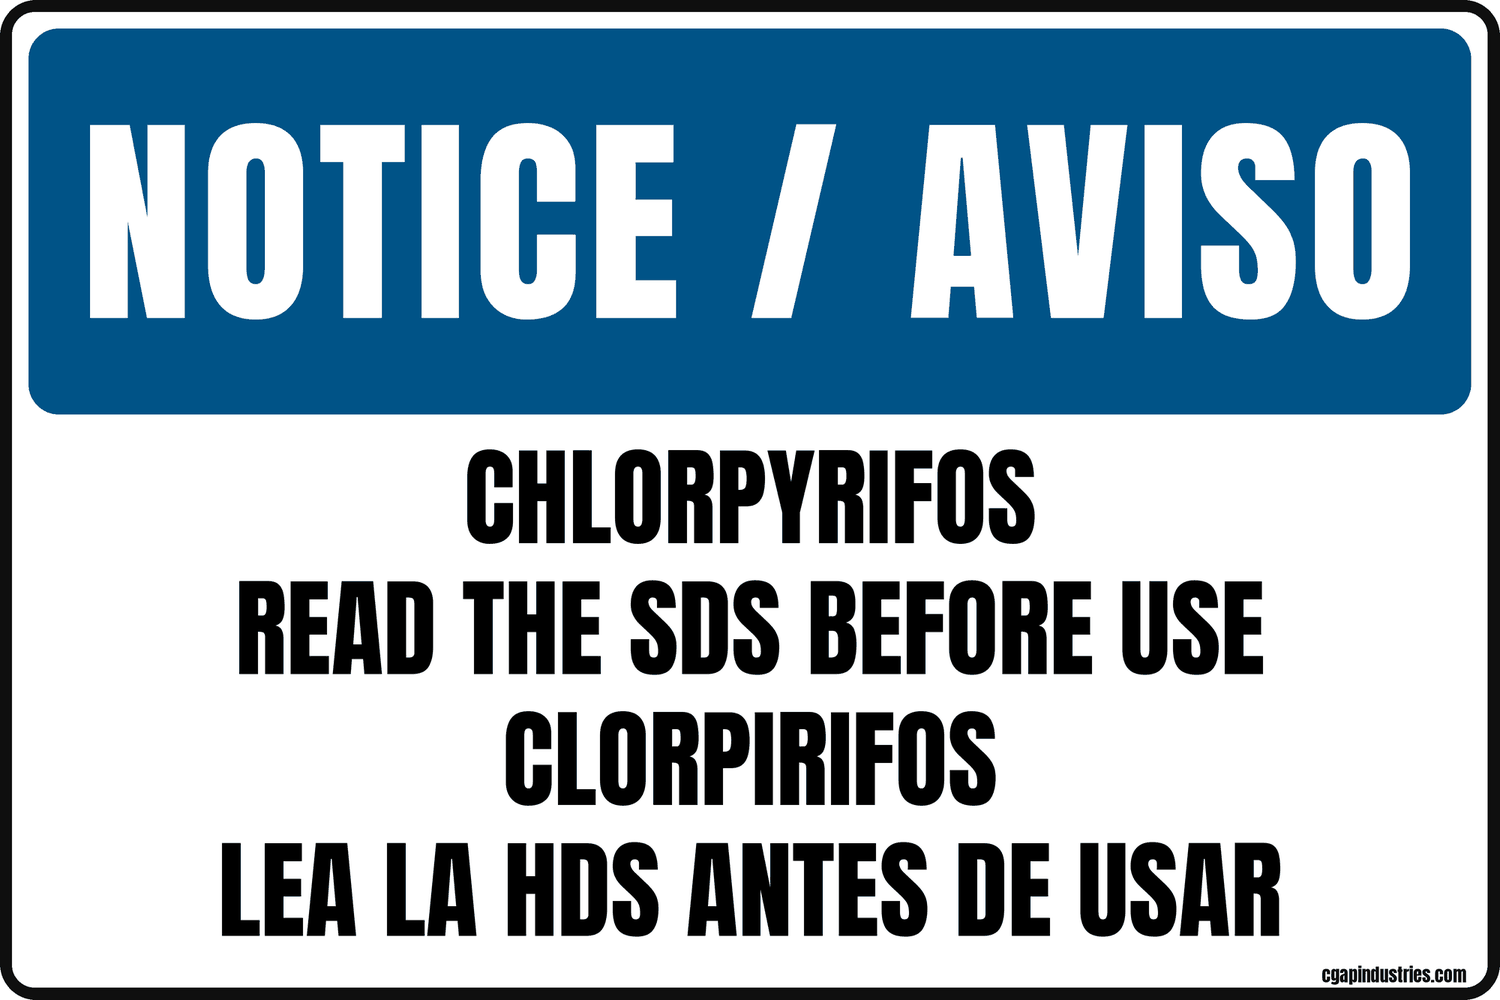 NOTICE / AVISO
CHLORPYRIFOS
READ THE SDS BEFORE USE
CLORPIRIFOS
LEA LA HDS ANTES DE USAR
cgapindustries.com